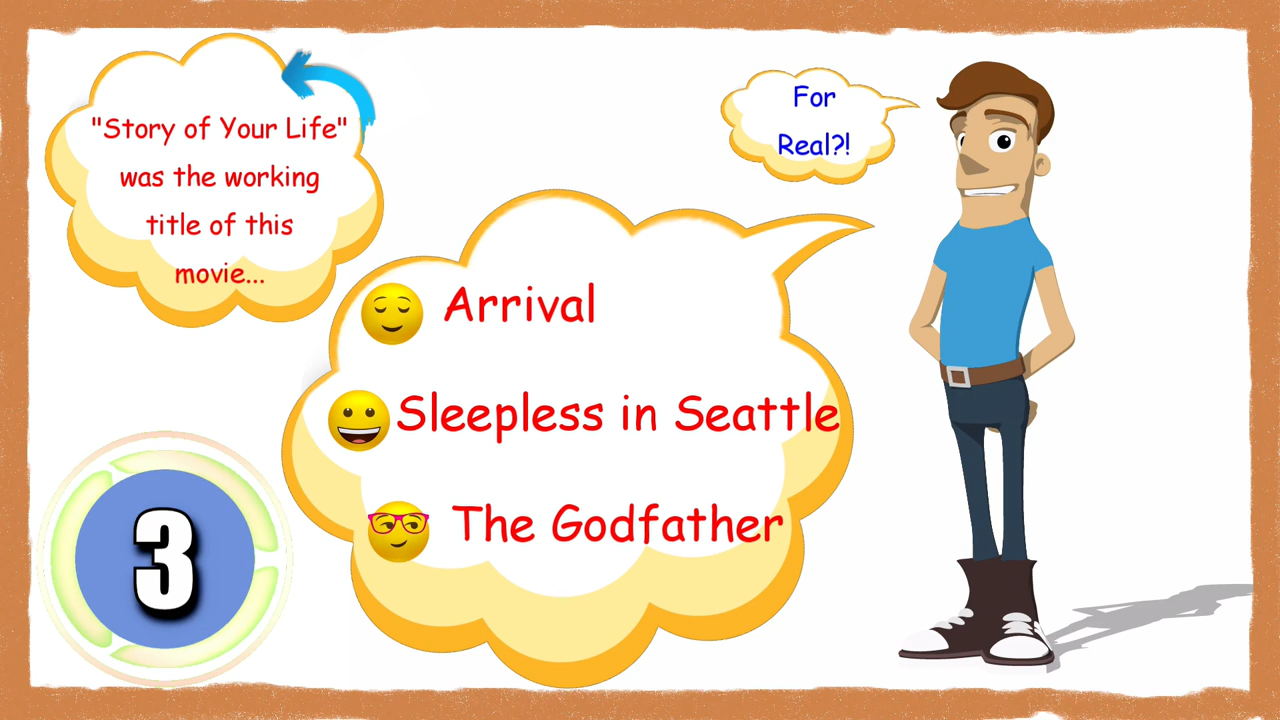 "Story of Your Life"
was the working
title of this
movie...
For
Real?!
Arrival
Sleepless in Seattle
The Godfather
3